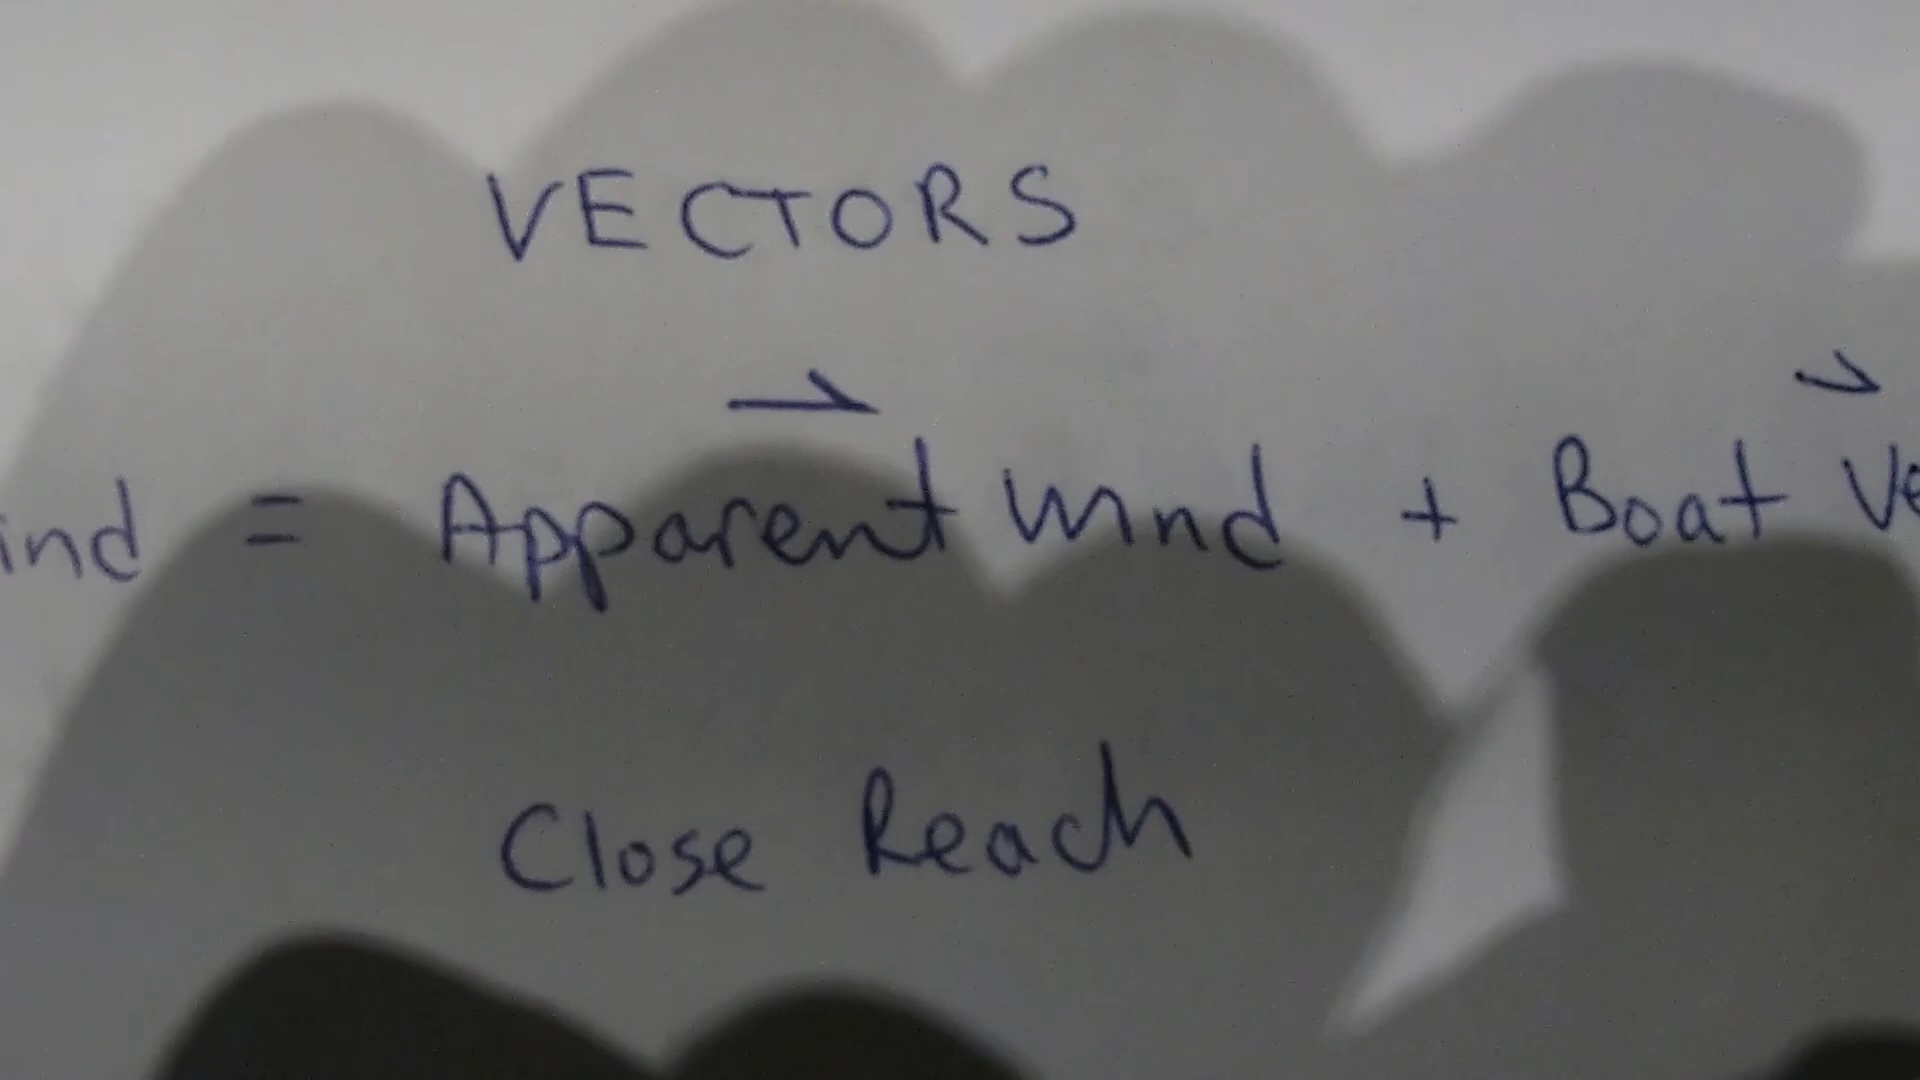 VECTORS
ind = Apparent Wind + Boat Ve
Close Reach